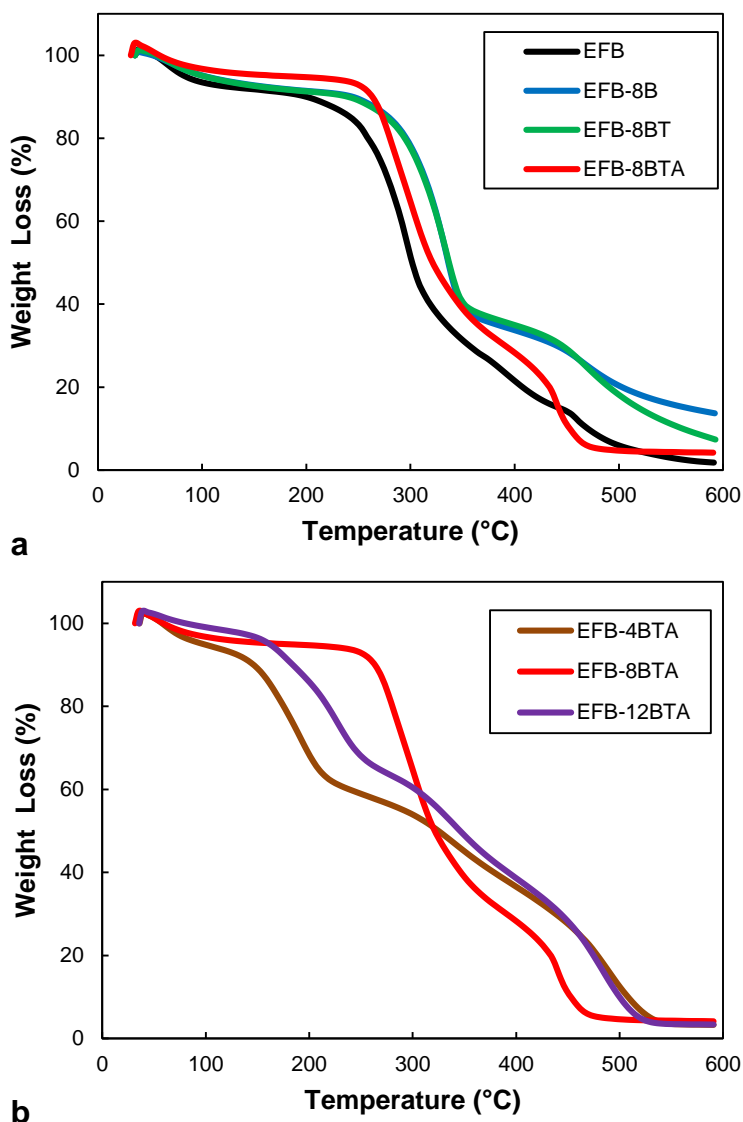 100
80
60
40
20
0
Weight Loss (%)
EFB
EFB-8B
EFB-8BT
EFB-8BTA
0 100 200 300 400 500 600
Temperature (°C)
a
100
80
60
40
20
0
Weight Loss (%)
EFB-4BTA
EFB-8BTA
EFB-12BTA
0 100 200 300 400 500 600
Temperature (°C)
b